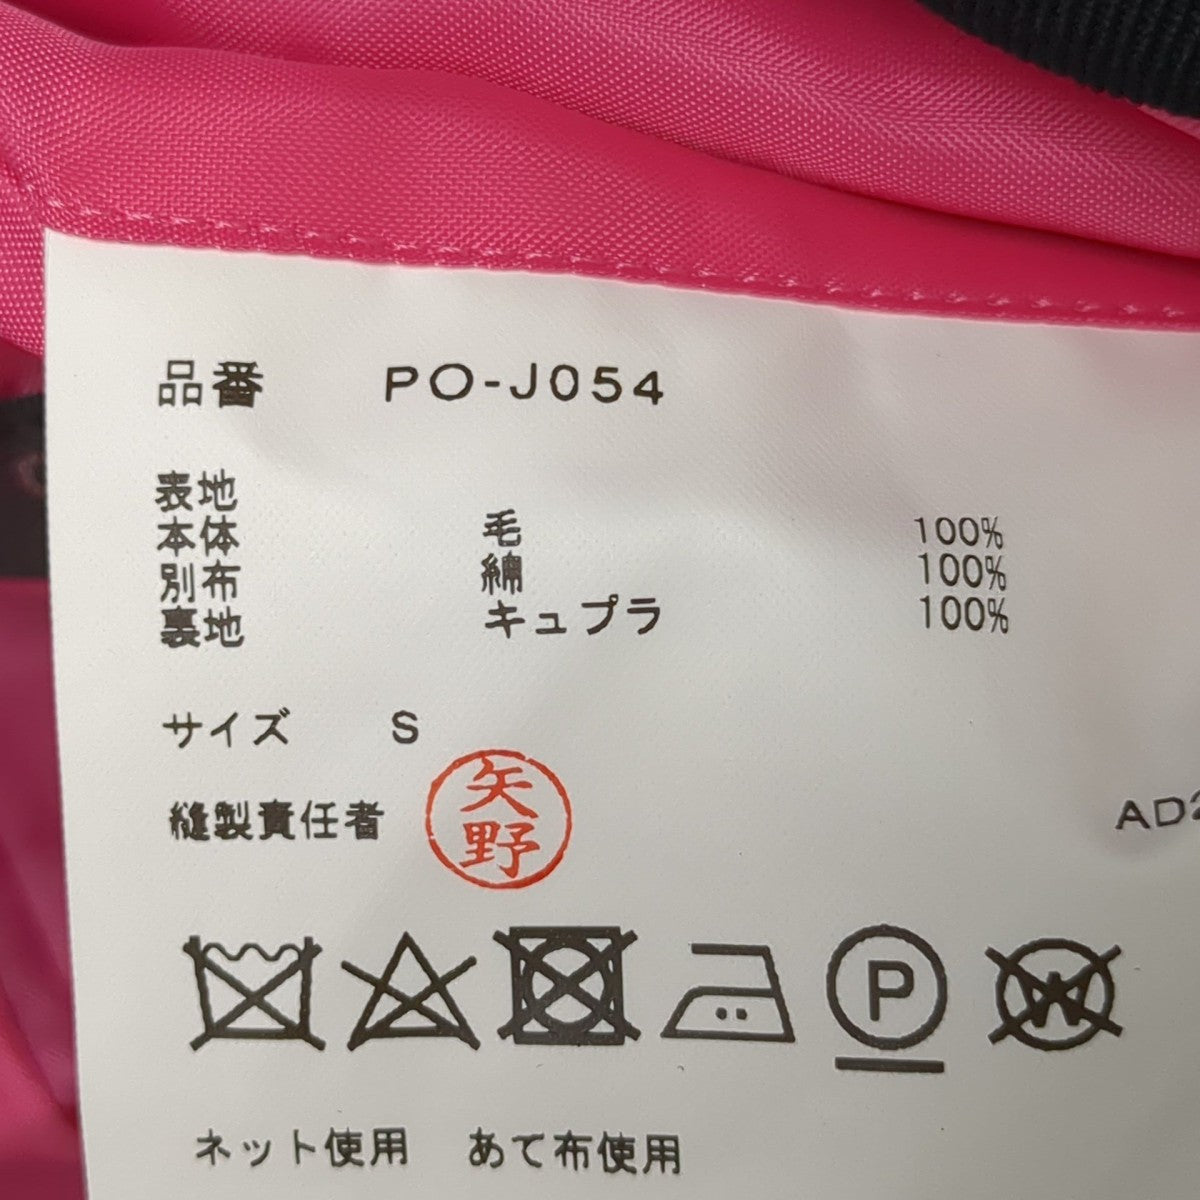 品番 PO-J054
表地
本体 毛 100%
別布 綿 100%
裏地 キュプラ 100%
サイズ S
縫製責任者 矢野
AD2
P W
ネット使用 あて布使用